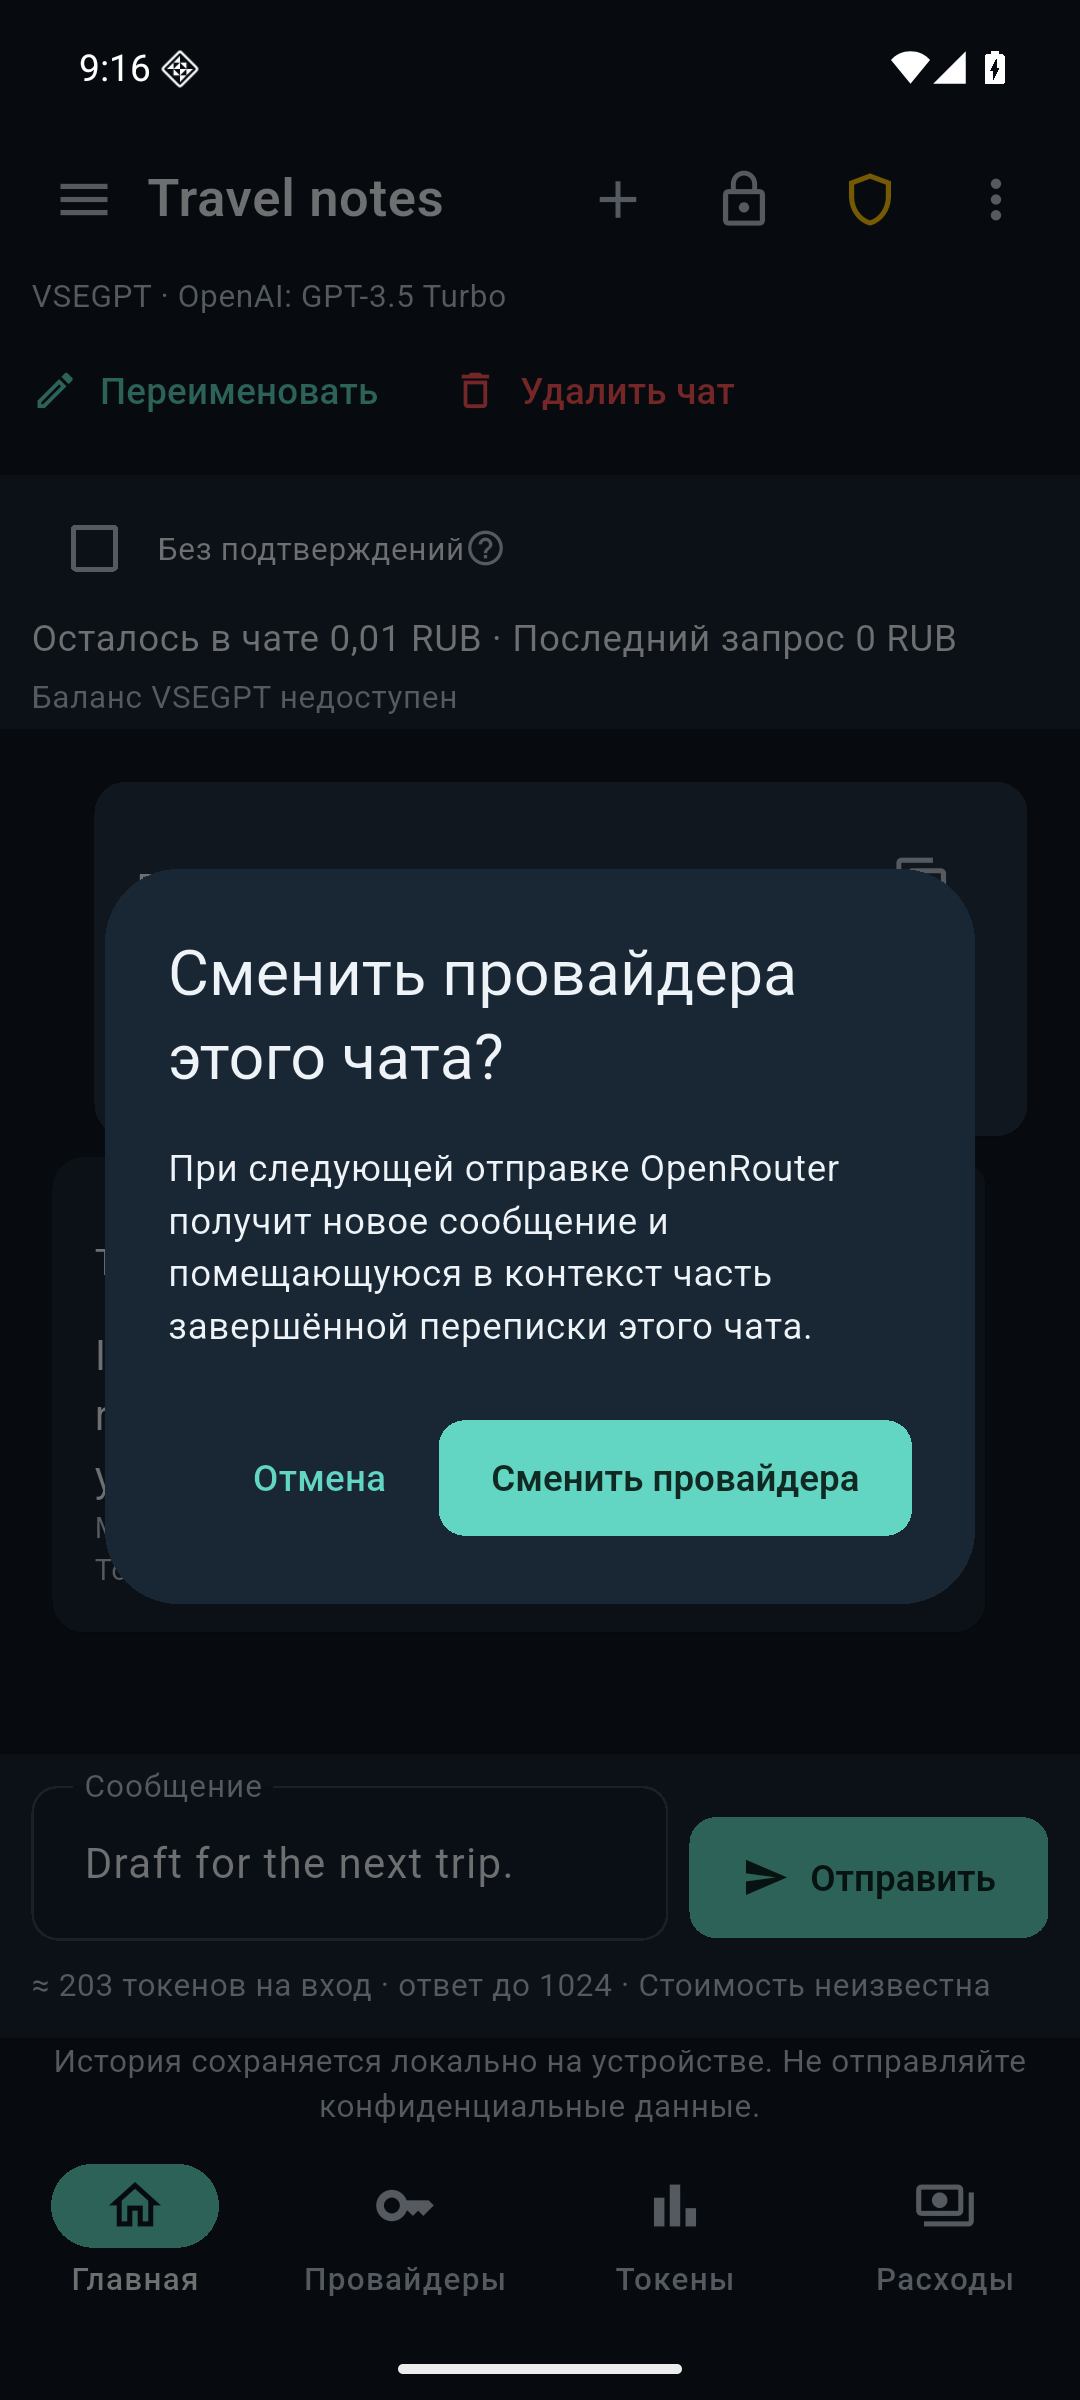 9:16
Travel notes
VSEGPT · OpenAI: GPT-3.5 Turbo
Переименовать
Удалить чат
Без подтверждений
Осталось в чате 0,01 RUB · Последний запрос 0 RUB
Баланс VSEGPT недоступен
Сменить провайдера
этого чата?
При следующей отправке OpenRouter
получит новое сообщение и
помещающуюся в контекст часть
завершённой переписки этого чата.
Отмена
Сменить провайдера
Сообщение
Draft for the next trip.
Отправить
≈ 203 токенов на вход · ответ до 1024 · Стоимость неизвестна
История сохраняется локально на устройстве. Не отправляйте
конфиденциальные данные.
Главная
Провайдеры
Токены
Расходы